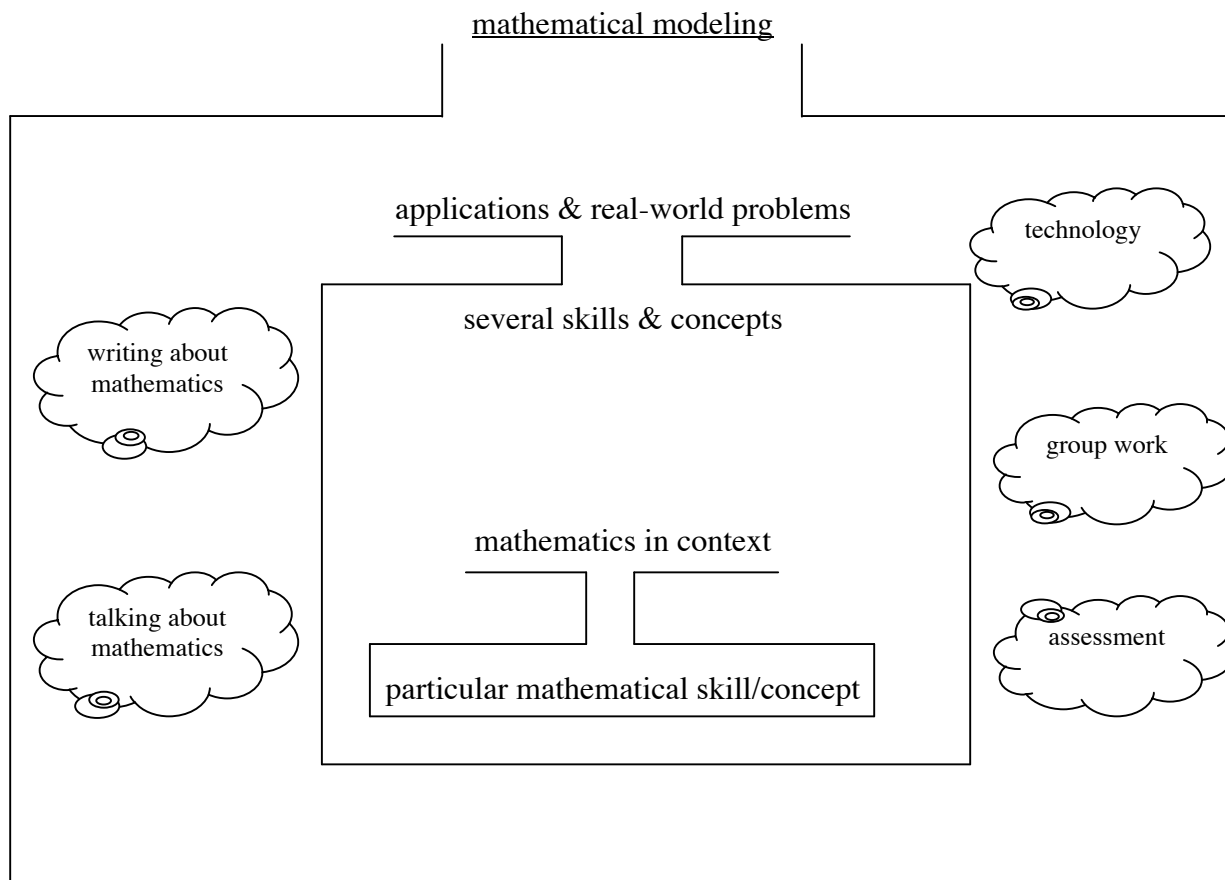 mathematical modeling
applications & real-world problems
technology
several skills & concepts
writing about
mathematics
group work
mathematics in context
talking about
mathematics
assessment
particular mathematical skill/concept